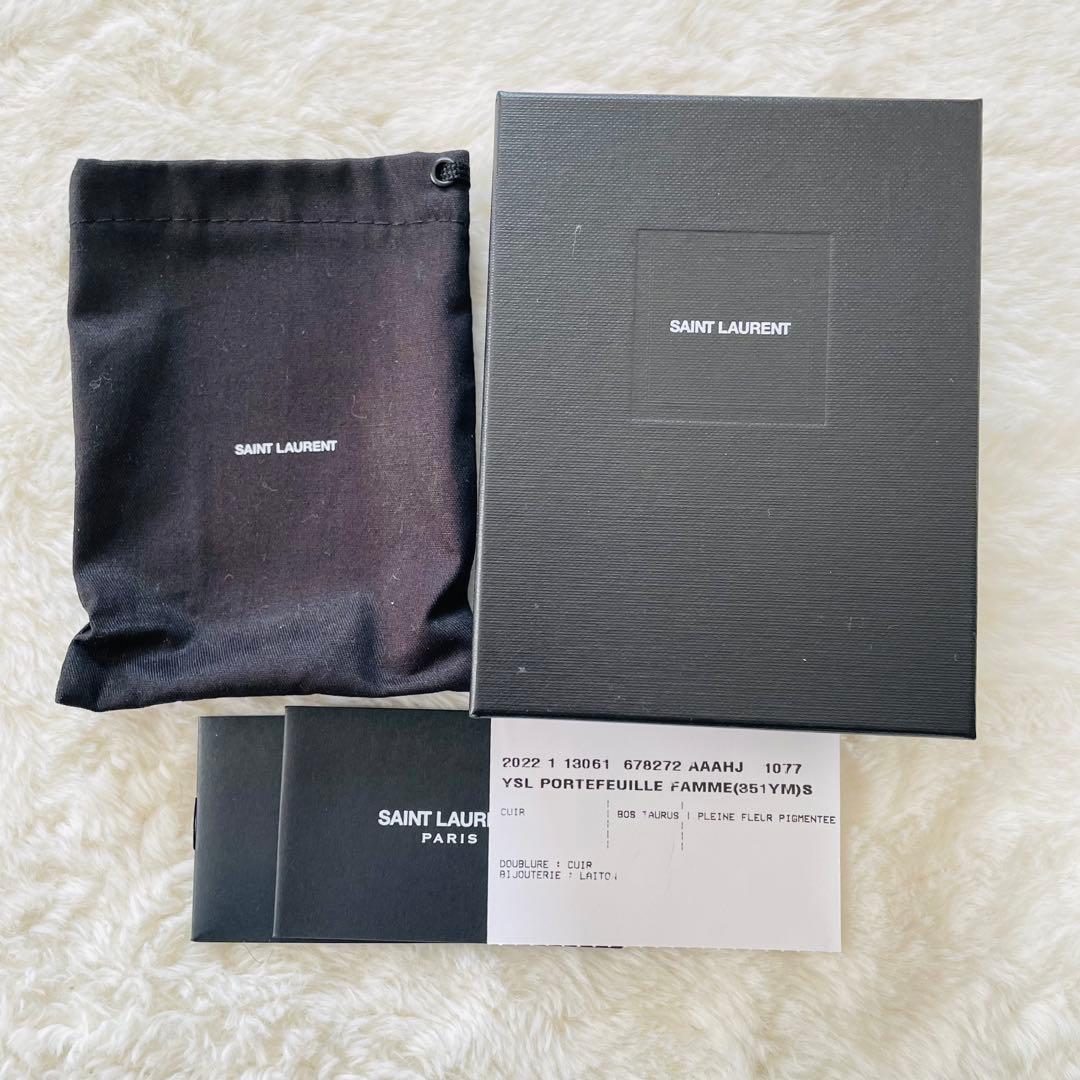 SAINT LAURENT
SAINT LAURENT
SAINT LAUR
PARIS
2022 1 13061 678272 AAAHJ 1077
YSL PORTEFEUILLE FAMME(351YM)S
CUIR | BOS TAURUS | PLEINE FLEUR PIGMENTEE
DOUBLURE : CUIR
BIJOUTERIE : LAITON